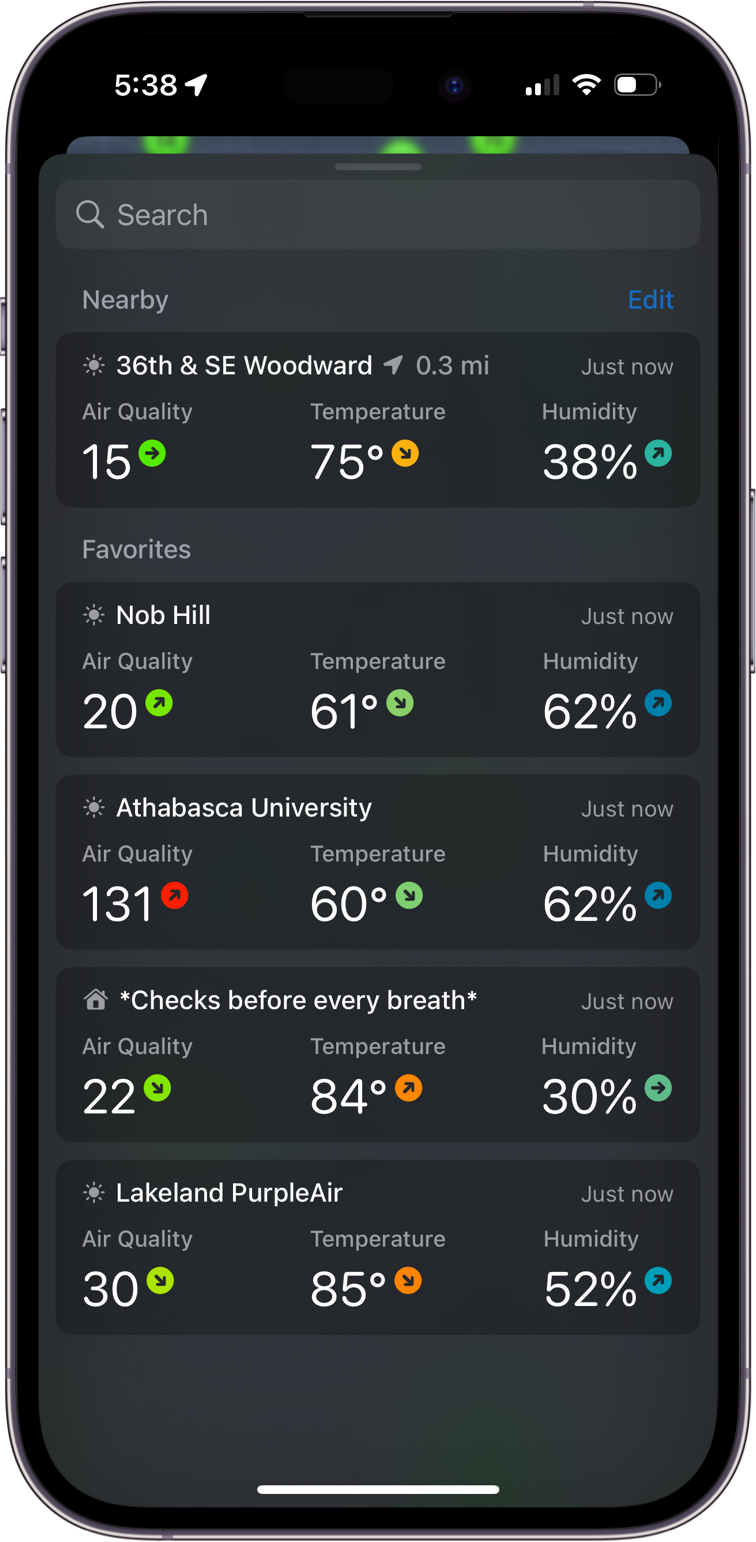 5:38
Search
Nearby Edit
36th & SE Woodward 0.3 mi Just now
Air Quality Temperature Humidity
15 75° 38%
Favorites
Nob Hill Just now
Air Quality Temperature Humidity
20 61° 62%
Athabasca University Just now
Air Quality Temperature Humidity
131 60° 62%
*Checks before every breath* Just now
Air Quality Temperature Humidity
22 84° 30%
Lakeland PurpleAir Just now
Air Quality Temperature Humidity
30 85° 52%